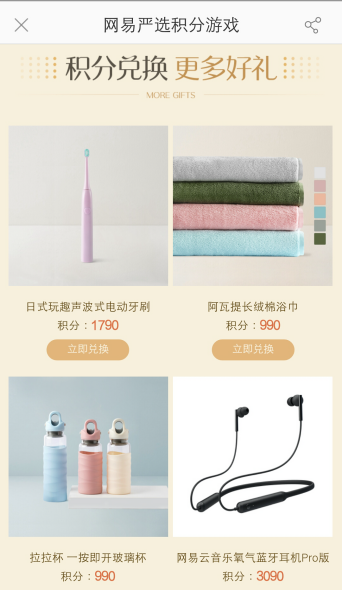 网易严选积分游戏
积分兑换 更多好礼
MORE GIFTS
日式玩趣声波式电动牙刷
阿瓦提长绒棉浴巾
积分：1790
积分：990
立即兑换
立即兑换
拉拉杯 一按即开玻璃杯
网易云音乐氧气蓝牙耳机Pro版
积分：990
积分：3090